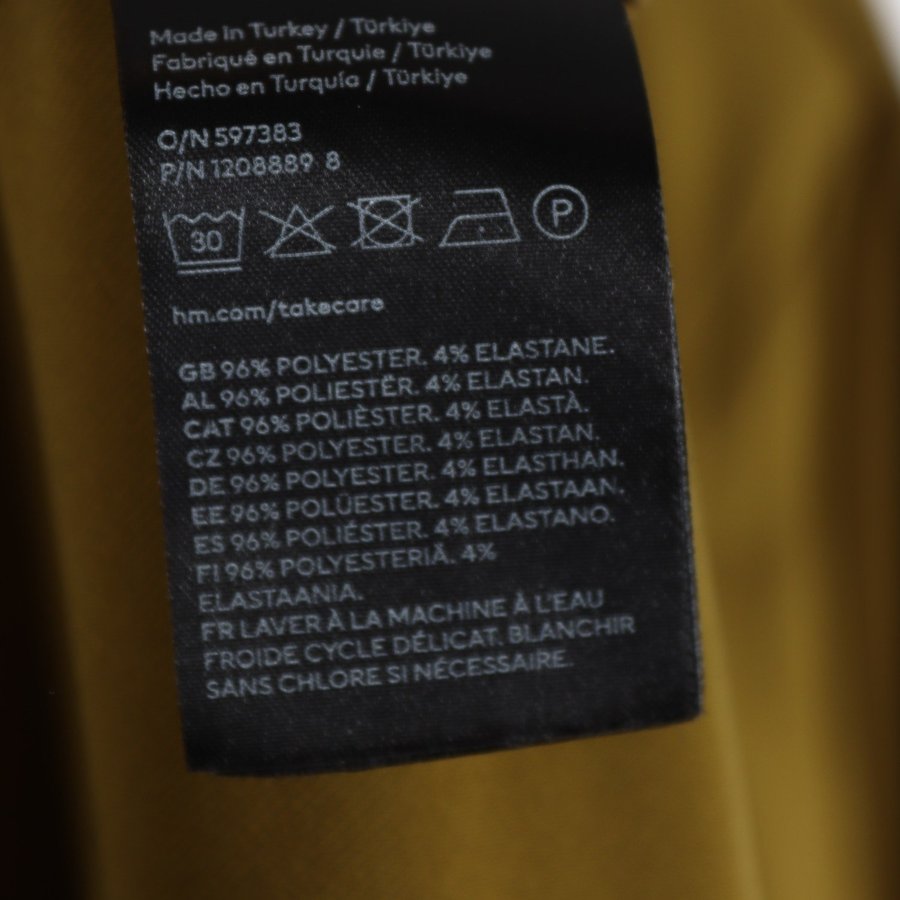 Made in Turkey / Türkiye
Fabriqué en Turquie / Türkiye
Hecho en Turquía / Türkiye
O/N 597383
P/N 1208889 8
30 P
hm.com/takecare
GB 96% POLYESTER. 4% ELASTANE.
AL 96% POLIESTËR. 4% ELASTAN.
CAT 96% POLIÈSTER. 4% ELASTÀ.
CZ 96% POLYESTER. 4% ELASTAN.
DE 96% POLYESTER. 4% ELASTHAN.
EE 96% POLÜESTER. 4% ELASTAAN.
ES 96% POLIÉSTER. 4% ELASTANO.
FI 96% POLYESTERIÄ. 4%
ELASTAANIA.
FR LAVER À LA MACHINE À L'EAU
FROIDE CYCLE DÉLICAT. BLANCHIR
SANS CHLORE SI NÉCESSAIRE.